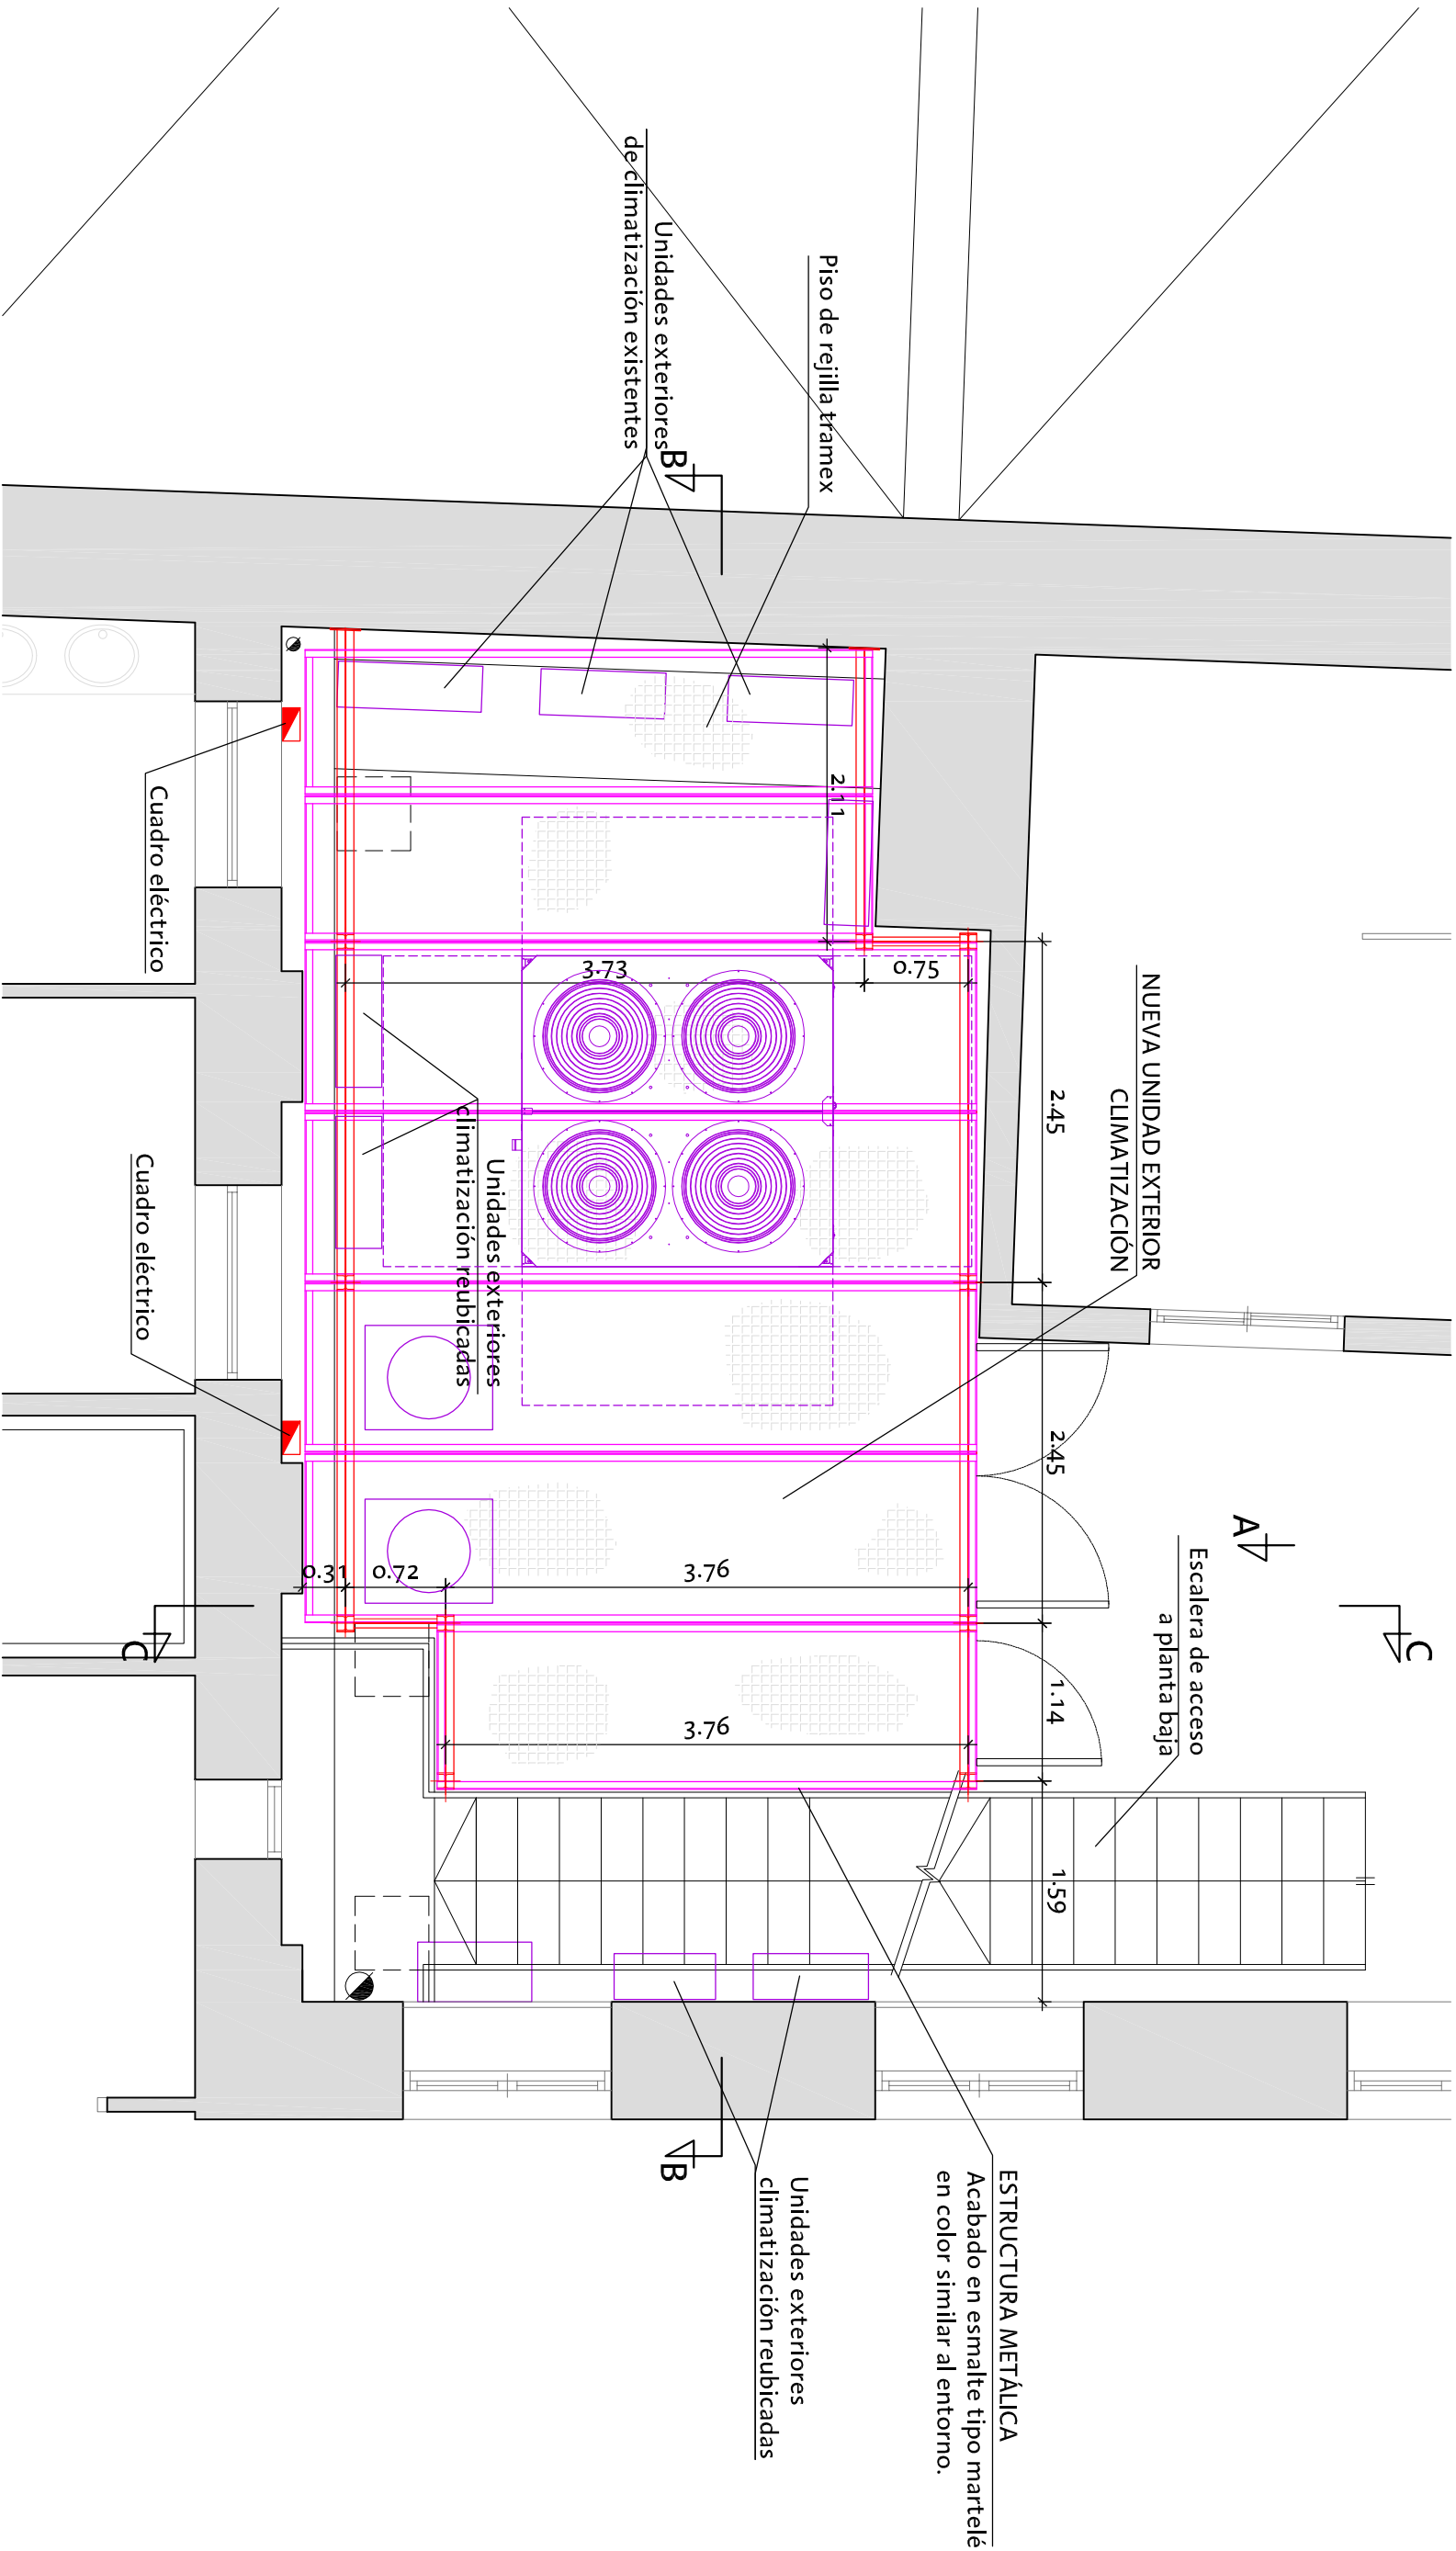 Unidades exteriores
de climatización existentes
Piso de rejilla tramex
B
2.11
Cuadro eléctrico
3.73
0.75
2.45
NUEVA UNIDAD EXTERIOR
CLIMATIZACIÓN
Unidades exteriores
climatización reubicadas
Cuadro eléctrico
2.45
A
Escalera de acceso
a planta baja
0.31
0.72
3.76
C
C
1.14
3.76
1.59
B
ESTRUCTURA METÁLICA
Acabado en esmalte tipo martelé
en color similar al entorno.
Unidades exteriores
climatización reubicadas